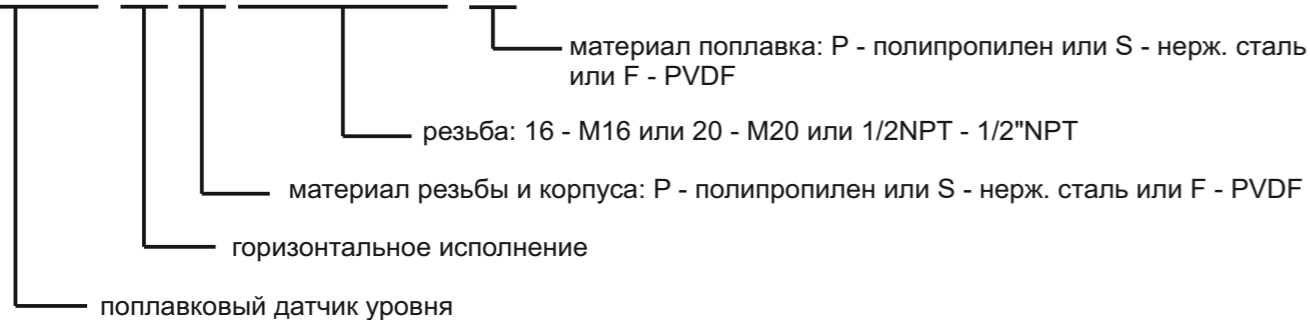 материал поплавка: P - полипропилен или S - нерж. сталь
или F - PVDF
резьба: 16 - M16 или 20 - M20 или 1/2NPT - 1/2"NPT
материал резьбы и корпуса: P - полипропилен или S - нерж. сталь или F - PVDF
горизонтальное исполнение
поплавковый датчик уровня